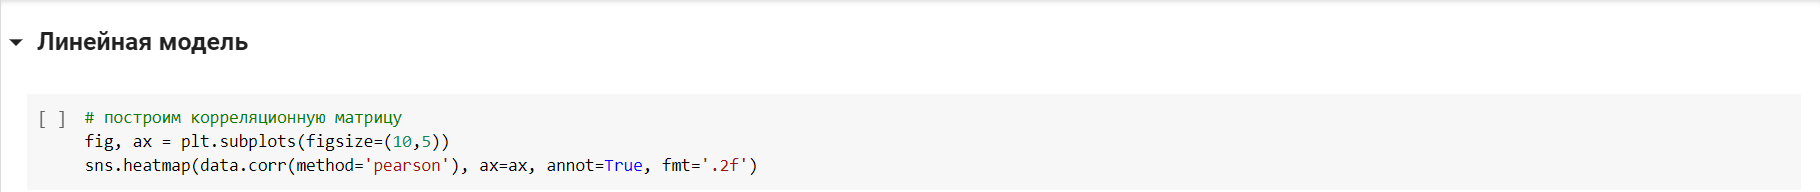 Линейная модель
[ ] # построим корреляционную матрицу
fig, ax = plt.subplots(figsize=(10,5))
sns.heatmap(data.corr(method='pearson'), ax=ax, annot=True, fmt='.2f')